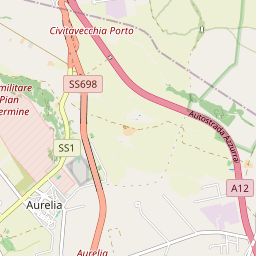 Civitavecchia Porto
SS698
militare
Pian
ermine
Autostrada Azzurra
SS1
A12
Aurelia
Aurelia